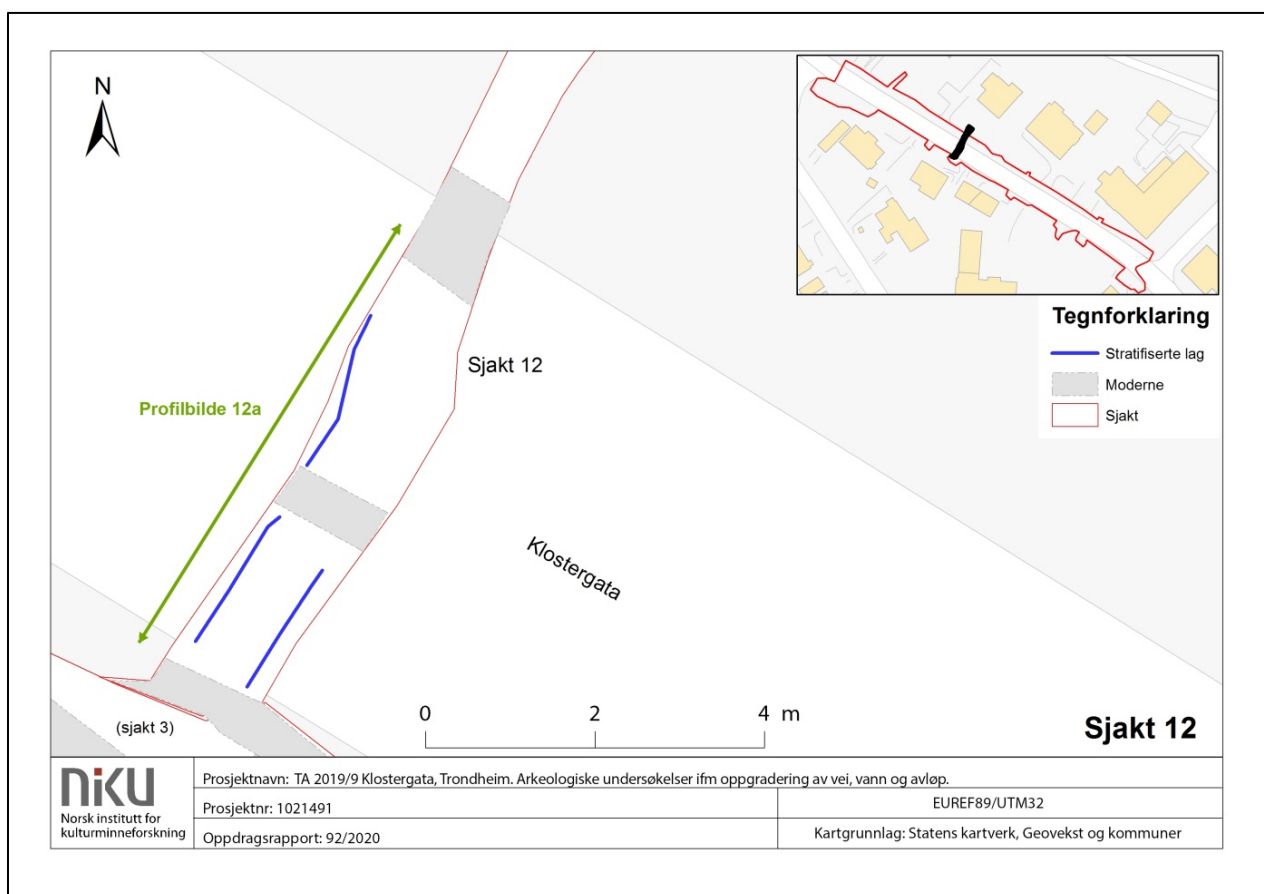 N
Tegnforklaring
Stratifiserte lag
Moderne
Sjakt
Sjakt 12
Profilbilde 12a
Klostergata
(sjakt 3)
0 2 4 m
Sjakt 12
NIKU
Norsk institutt for
kulturminneforskning
Prosjektnavn: TA 2019/9 Klostergata, Trondheim. Arkeologiske undersøkelser ifm oppgradering av vei, vann og avløp.
Prosjektnr: 1021491
EUREF89/UTM32
Oppdragsrapport: 92/2020
Kartgrunnlag: Statens kartverk, Geovekst og kommuner